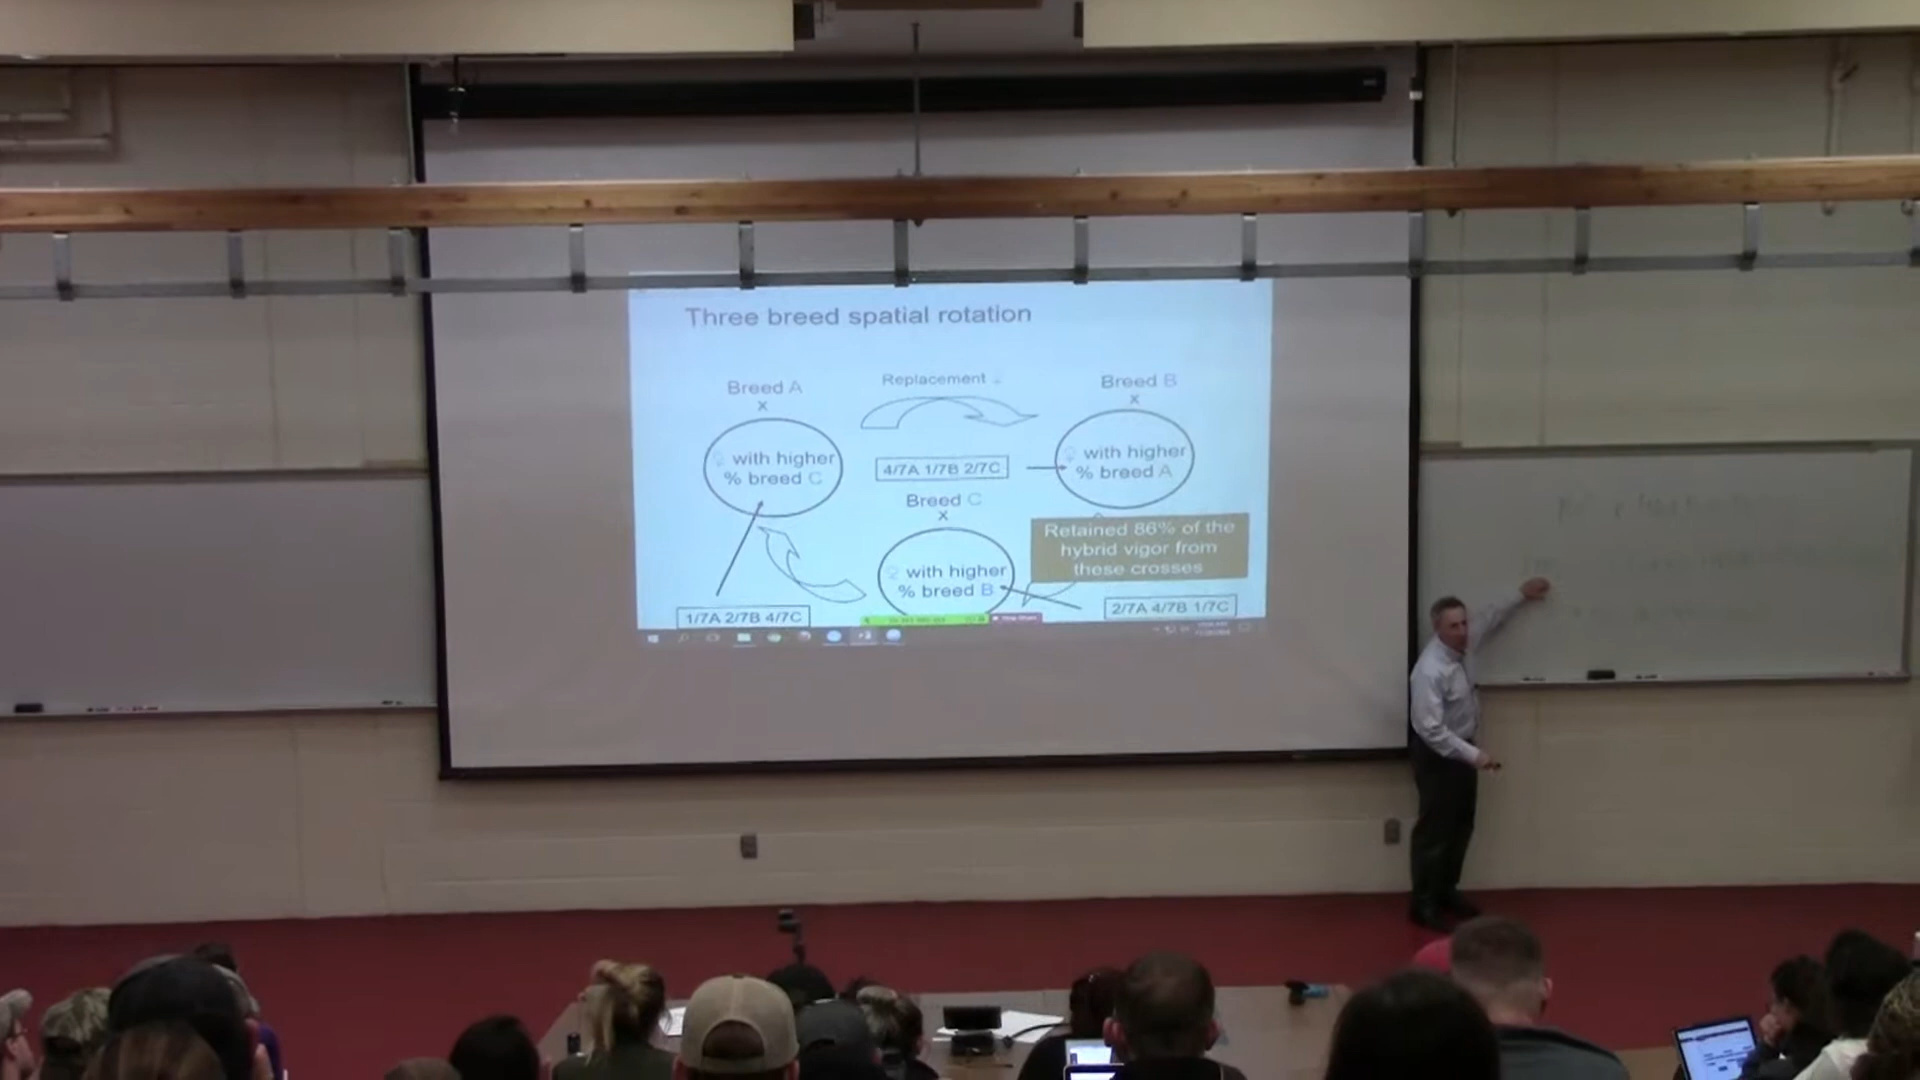 Three breed spatial rotation
Breed A
x
Replacement ♀
Breed B
x
♀ with higher
% breed C
4/7A 1/7B 2/7C
♀ with higher
% breed A
Breed C
x
Retained 86% of the
hybrid vigor from
these crosses
♀ with higher
% breed B
1/7A 2/7B 4/7C
2/7A 4/7B 1/7C